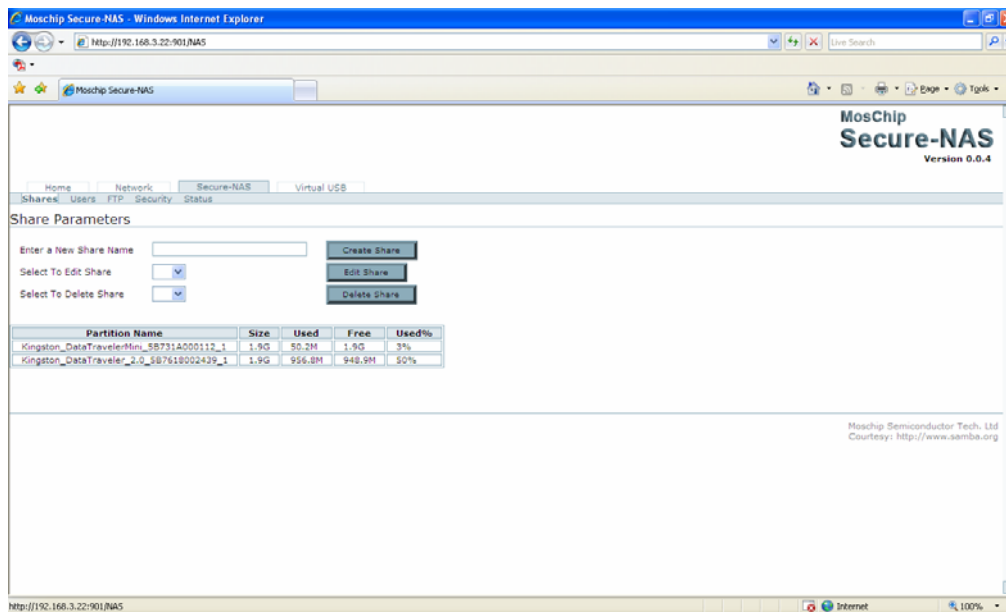 Moschip Secure-NAS - Windows Internet Explorer
http://192.168.3.22:901/NAS
Live Search
Moschip Secure-NAS
Page
Tools
MosChip
Secure-NAS
Version 0.0.4
Home Network Secure-NAS Virtual USB
Shares Users FTP Security Status
Share Parameters
Enter a New Share Name Create Share
Select To Edit Share Edit Share
Select To Delete Share Delete Share
Partition Name Size Used Free Used%
Kingston_DataTravelerMini_5B731A000112_1 1.9G 50.2M 1.9G 3%
Kingston_DataTraveler_2.0_5B7618002439_1 1.9G 956.8M 948.9M 50%
Moschip Semiconductor Tech. Ltd
Courtesy: http://www.samba.org
http://192.168.3.22:901/NAS Internet 100%